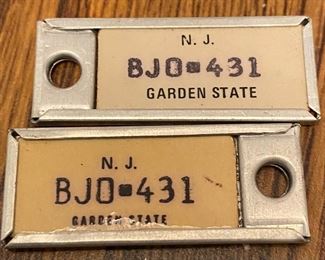 N. J.
BJO▪431
GARDEN STATE
N. J.
BJO▪431
GARDEN STATE